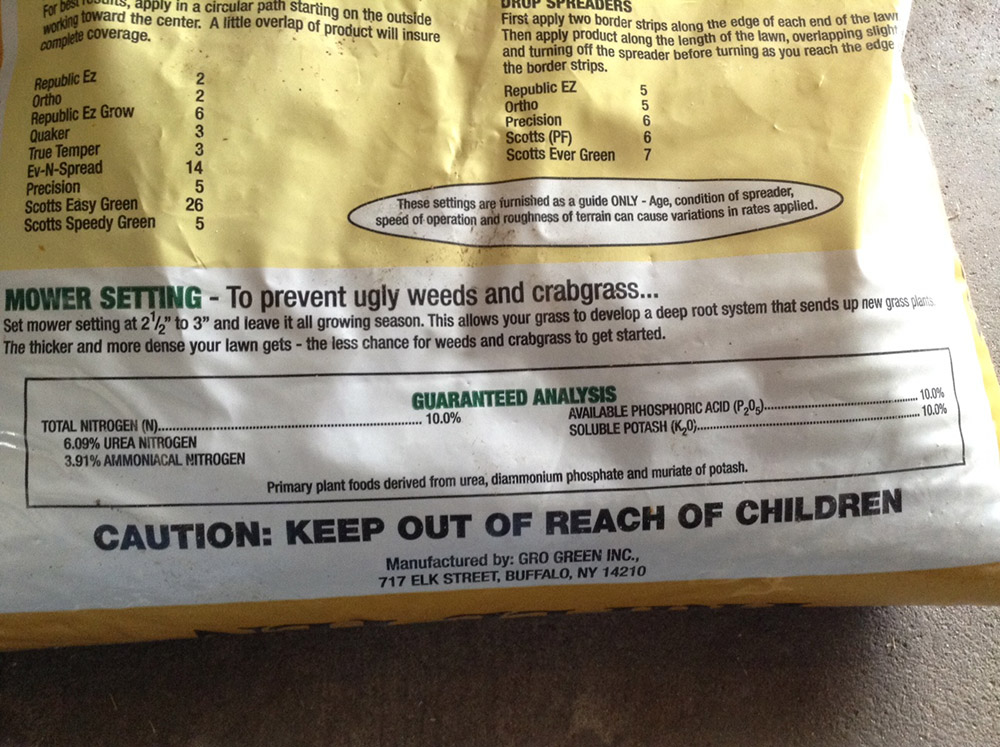 For best results, apply in a circular path starting on the outside
working toward the center. A little overlap of product will insure
complete coverage.
Republic Ez 2
Ortho 2
Republic Ez Grow 6
Quaker 3
True Temper 3
Ev-N-Spread 14
Precision 5
Scotts Easy Green 26
Scotts Speedy Green 5
DROP SPREADERS
First apply two border strips along the edge of each end of the lawn
Then apply product along the length of the lawn, overlapping slight
and turning off the spreader before turning as you reach the edge
the border strips.
Republic EZ 5
Ortho 5
Precision 6
Scotts (PF) 6
Scotts Ever Green 7
These settings are furnished as a guide ONLY - Age, condition of spreader,
speed of operation and roughness of terrain can cause variations in rates applied.
MOWER SETTING - To prevent ugly weeds and crabgrass...
Set mower setting at 2 1/2" to 3" and leave it all growing season. This allows your grass to develop a deep root system that sends up new grass plants.
The thicker and more dense your lawn gets - the less chance for weeds and crabgrass to get started.
GUARANTEED ANALYSIS
TOTAL NITROGEN (N)........ 10.0%
6.09% UREA NITROGEN
3.91% AMMONIACAL NITROGEN
AVAILABLE PHOSPHORIC ACID (P₂O₅)........ 10.0%
SOLUBLE POTASH (K₂O)........ 10.0%
Primary plant foods derived from urea, diammonium phosphate and muriate of potash.
CAUTION: KEEP OUT OF REACH OF CHILDREN
Manufactured by: GRO GREEN INC.,
717 ELK STREET, BUFFALO, NY 14210